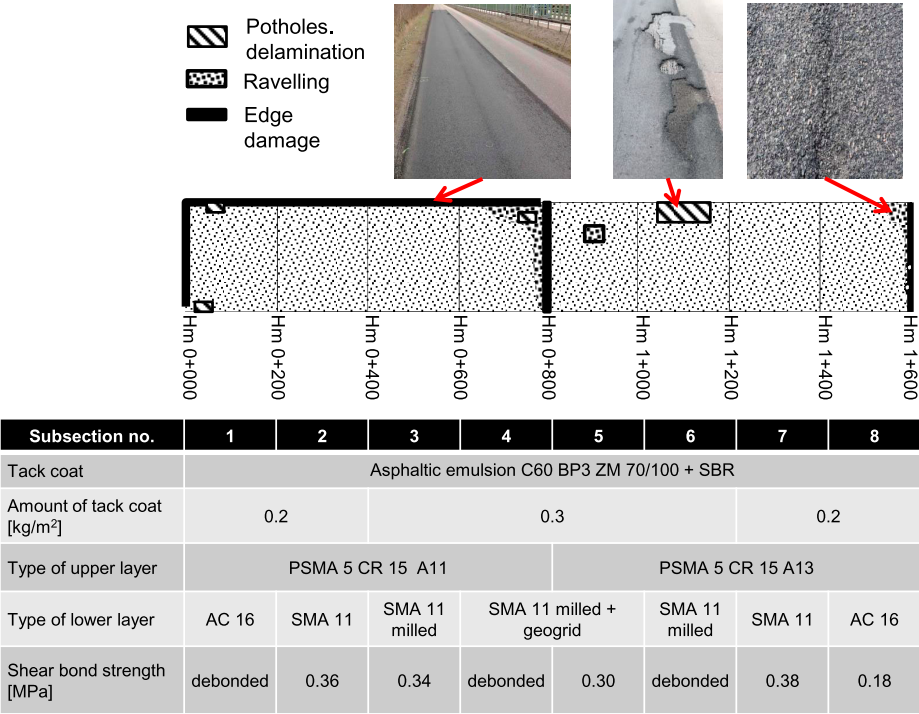 Potholes.
delamination
Ravelling
Edge
damage
Hm 0+000
Hm 0+200
Hm 0+400
Hm 0+600
Hm 0+800
Hm 1+000
Hm 1+200
Hm 1+400
Hm 1+600
Subsection no. 1 2 3 4 5 6 7 8
Tack coat Asphaltic emulsion C60 BP3 ZM 70/100 + SBR
Amount of tack coat
[kg/m²] 0.2 0.3 0.2
Type of upper layer PSMA 5 CR 15 A11 PSMA 5 CR 15 A13
Type of lower layer AC 16 SMA 11 SMA 11
milled SMA 11 milled +
geogrid SMA 11
milled SMA 11 AC 16
Shear bond strength
[MPa] debonded 0.36 0.34 debonded 0.30 debonded 0.38 0.18